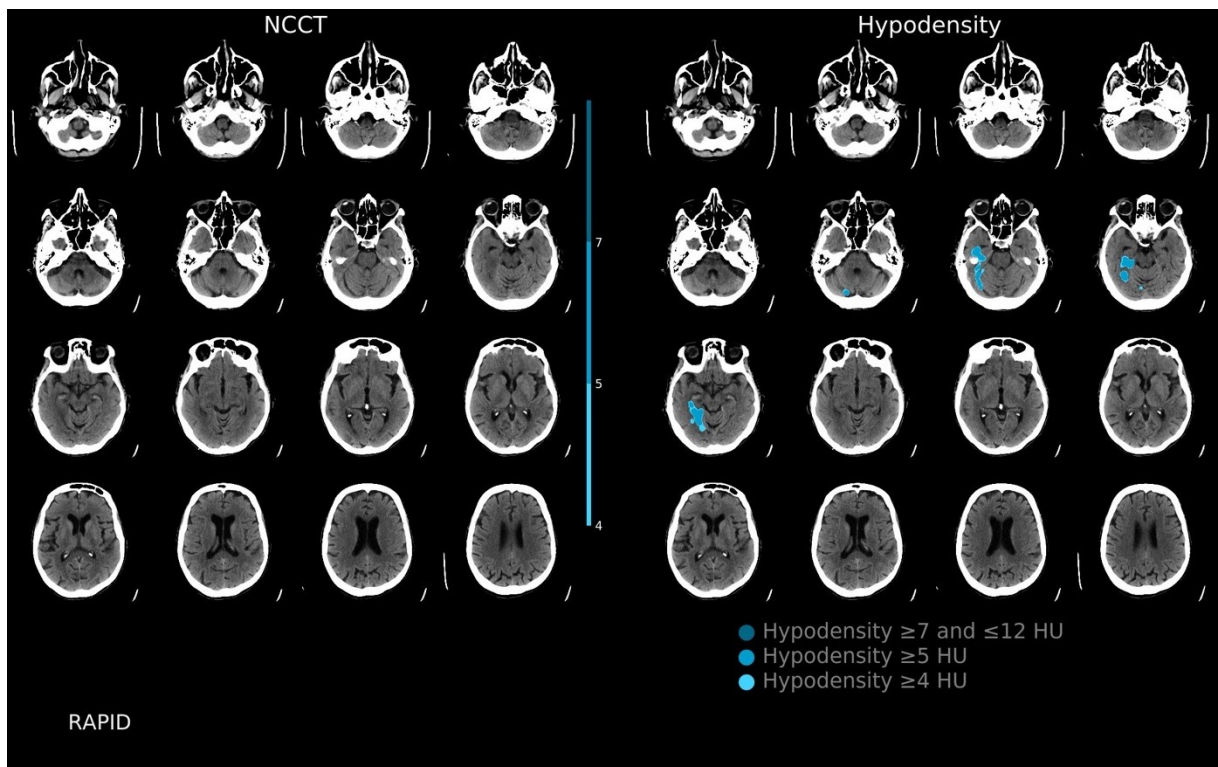 NCCT
Hypodensity
7
5
4
Hypodensity ≥7 and ≤12 HU
Hypodensity ≥5 HU
Hypodensity ≥4 HU
RAPID